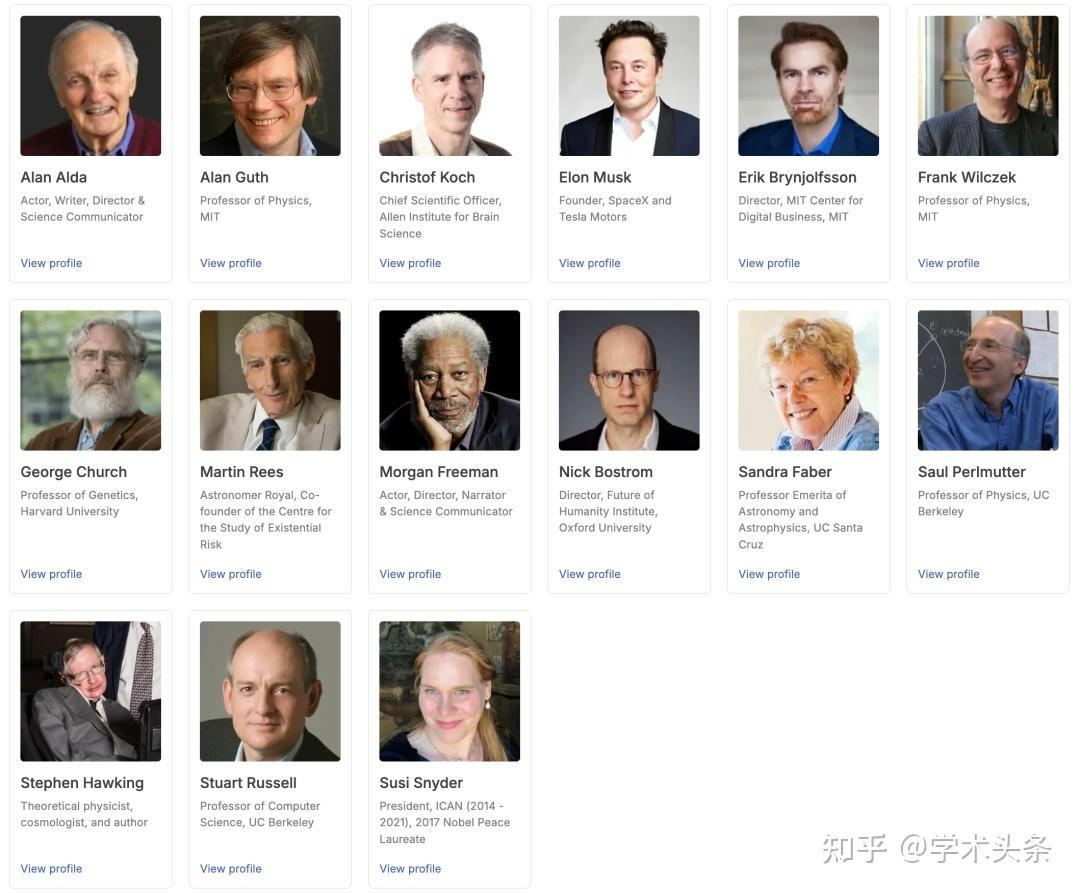 Alan Alda
Actor, Writer, Director &
Science Communicator
View profile
Alan Guth
Professor of Physics,
MIT
View profile
Christof Koch
Chief Scientific Officer,
Allen Institute for Brain
Science
View profile
Elon Musk
Founder, SpaceX and
Tesla Motors
View profile
Erik Brynjolfsson
Director, MIT Center for
Digital Business, MIT
View profile
Frank Wilczek
Professor of Physics,
MIT
View profile
George Church
Professor of Genetics,
Harvard University
View profile
Martin Rees
Astronomer Royal, Co-
founder of the Centre for
the Study of Existential
Risk
View profile
Morgan Freeman
Actor, Director, Narrator
& Science Communicator
View profile
Nick Bostrom
Director, Future of
Humanity Institute,
Oxford University
View profile
Sandra Faber
Professor Emerita of
Astronomy and
Astrophysics, UC Santa
Cruz
View profile
Saul Perlmutter
Professor of Physics, UC
Berkeley
View profile
Stephen Hawking
Theoretical physicist,
cosmologist, and author
View profile
Stuart Russell
Professor of Computer
Science, UC Berkeley
View profile
Susi Snyder
President, ICAN (2014 -
2021), 2017 Nobel Peace
Laureate
View profile
知乎 @学术头条